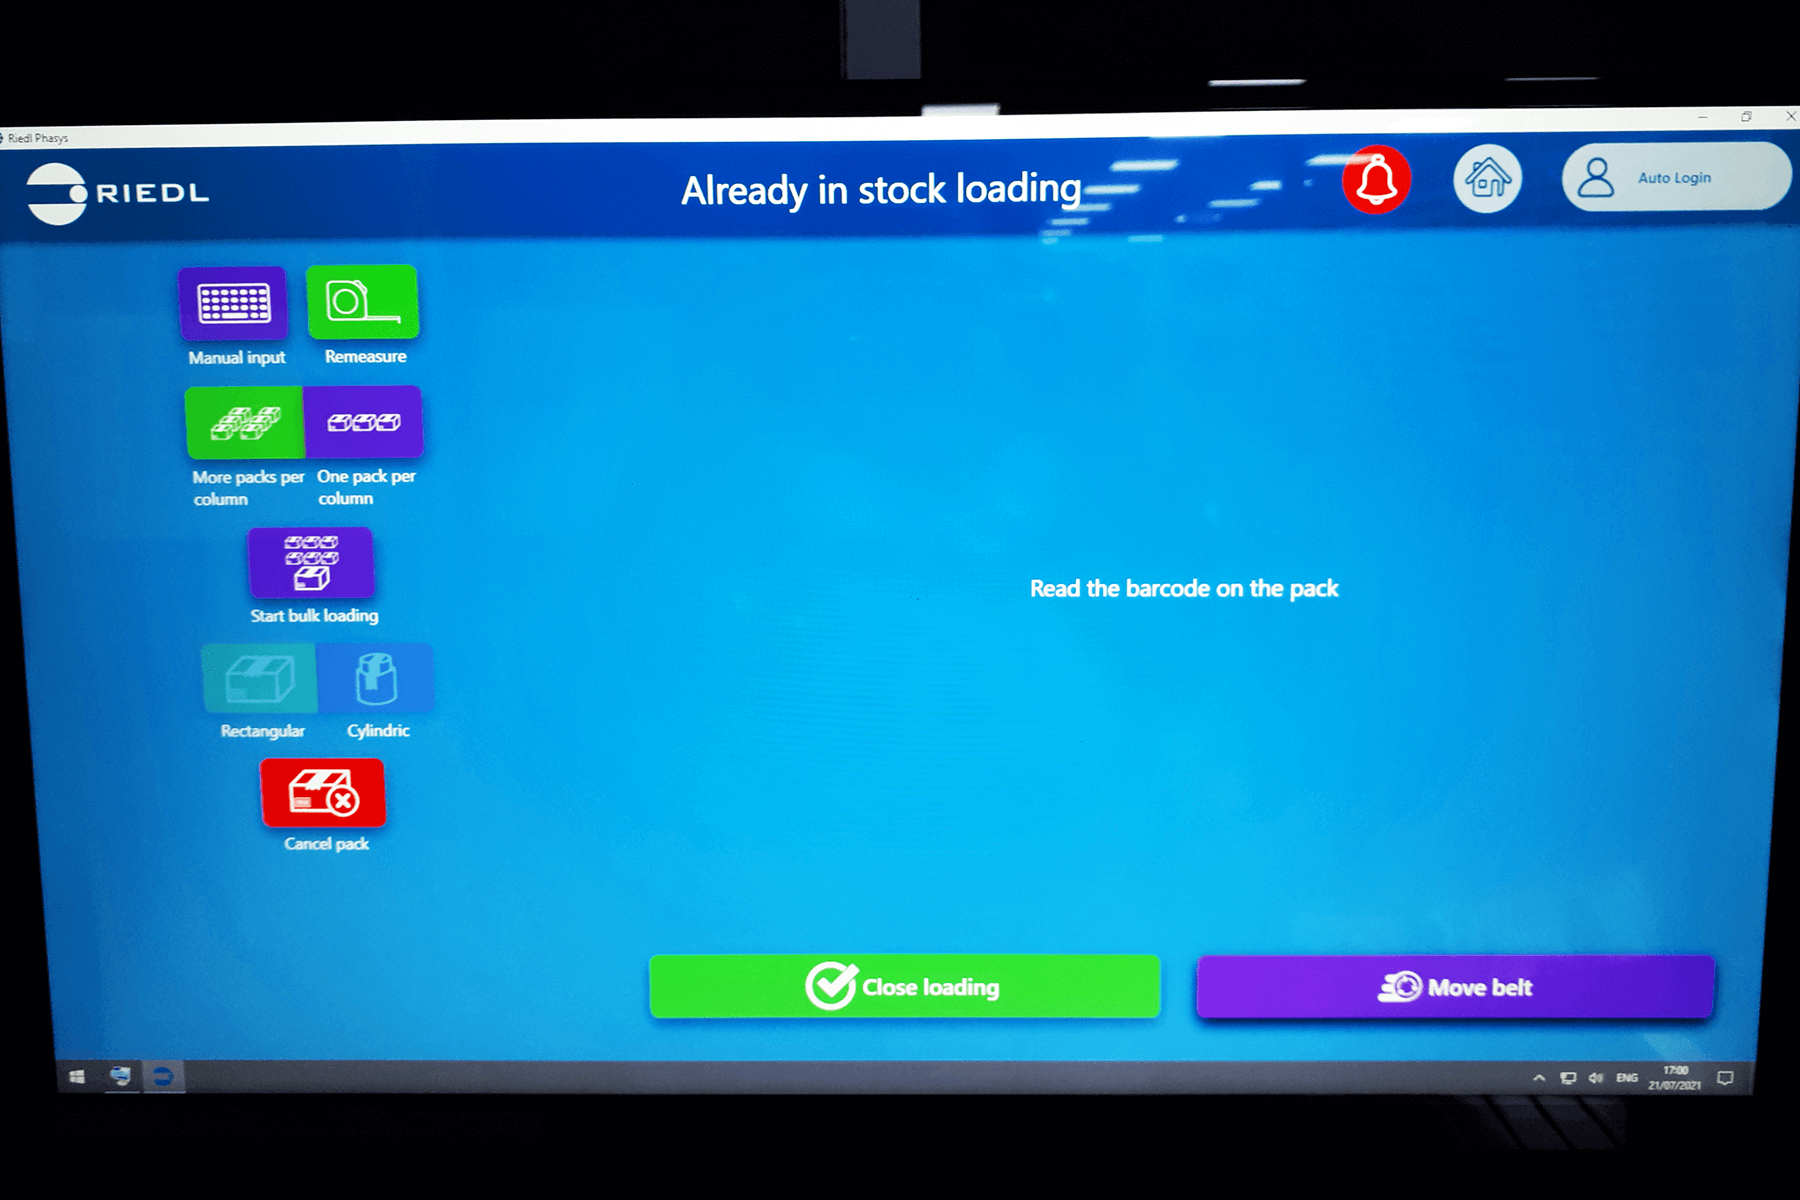 Riedl Phasys
RIEDL
Already in stock loading
Auto Login
Manual input
Remeasure
More packs per
column
One pack per
column
Start bulk loading
Read the barcode on the pack
Rectangular
Cylindric
Cancel pack
Close loading
Move belt
ENG
17:00
21/07/2021